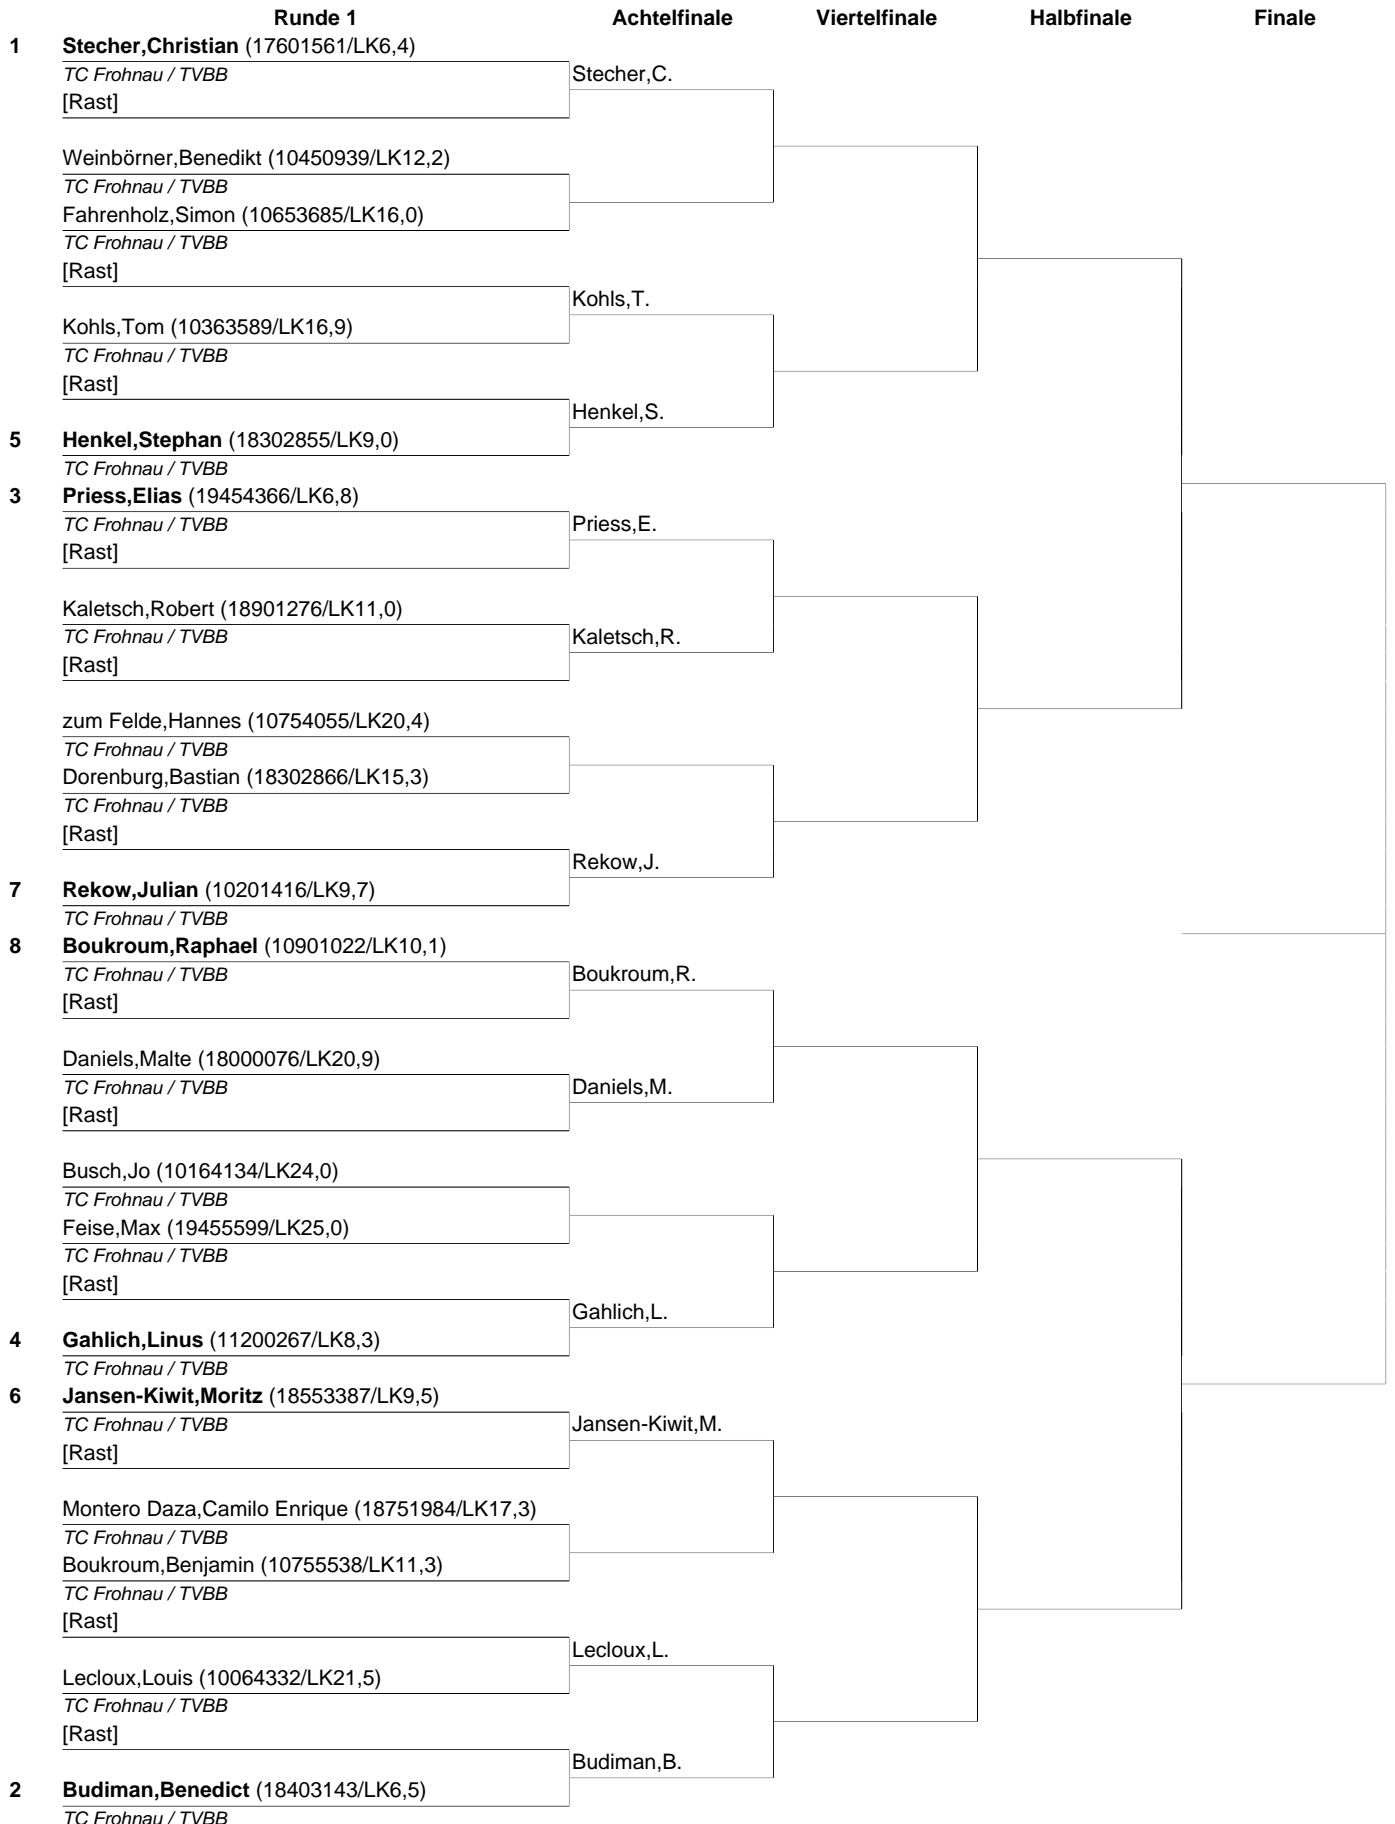 Runde 1 Achtelfinale Viertelfinale Halbfinale Finale
1 Stecher,Christian (17601561/LK6,4)
TC Frohnau / TVBB Stecher,C.
[Rast]
Weinbörner,Benedikt (10450939/LK12,2)
TC Frohnau / TVBB
Fahrenholz,Simon (10653685/LK16,0)
TC Frohnau / TVBB
[Rast]
Kohls,T.
Kohls,Tom (10363589/LK16,9)
TC Frohnau / TVBB
[Rast]
Henkel,S.
5 Henkel,Stephan (18302855/LK9,0)
TC Frohnau / TVBB
3 Priess,Elias (19454366/LK6,8)
TC Frohnau / TVBB Priess,E.
[Rast]
Kaletsch,Robert (18901276/LK11,0)
TC Frohnau / TVBB Kaletsch,R.
[Rast]
zum Felde,Hannes (10754055/LK20,4)
TC Frohnau / TVBB
Dorenburg,Bastian (18302866/LK15,3)
TC Frohnau / TVBB
[Rast]
Rekow,J.
7 Rekow,Julian (10201416/LK9,7)
TC Frohnau / TVBB
8 Boukroum,Raphael (10901022/LK10,1)
TC Frohnau / TVBB Boukroum,R.
[Rast]
Daniels,Malte (18000076/LK20,9)
TC Frohnau / TVBB Daniels,M.
[Rast]
Busch,Jo (10164134/LK24,0)
TC Frohnau / TVBB
Feise,Max (19455599/LK25,0)
TC Frohnau / TVBB
[Rast]
Gahlich,L.
4 Gahlich,Linus (11200267/LK8,3)
TC Frohnau / TVBB
6 Jansen-Kiwit,Moritz (18553387/LK9,5)
TC Frohnau / TVBB Jansen-Kiwit,M.
[Rast]
Montero Daza,Camilo Enrique (18751984/LK17,3)
TC Frohnau / TVBB
Boukroum,Benjamin (10755538/LK11,3)
TC Frohnau / TVBB
[Rast]
Lecloux,L.
Lecloux,Louis (10064332/LK21,5)
TC Frohnau / TVBB
[Rast]
Budiman,B.
2 Budiman,Benedict (18403143/LK6,5)
TC Frohnau / TVBB